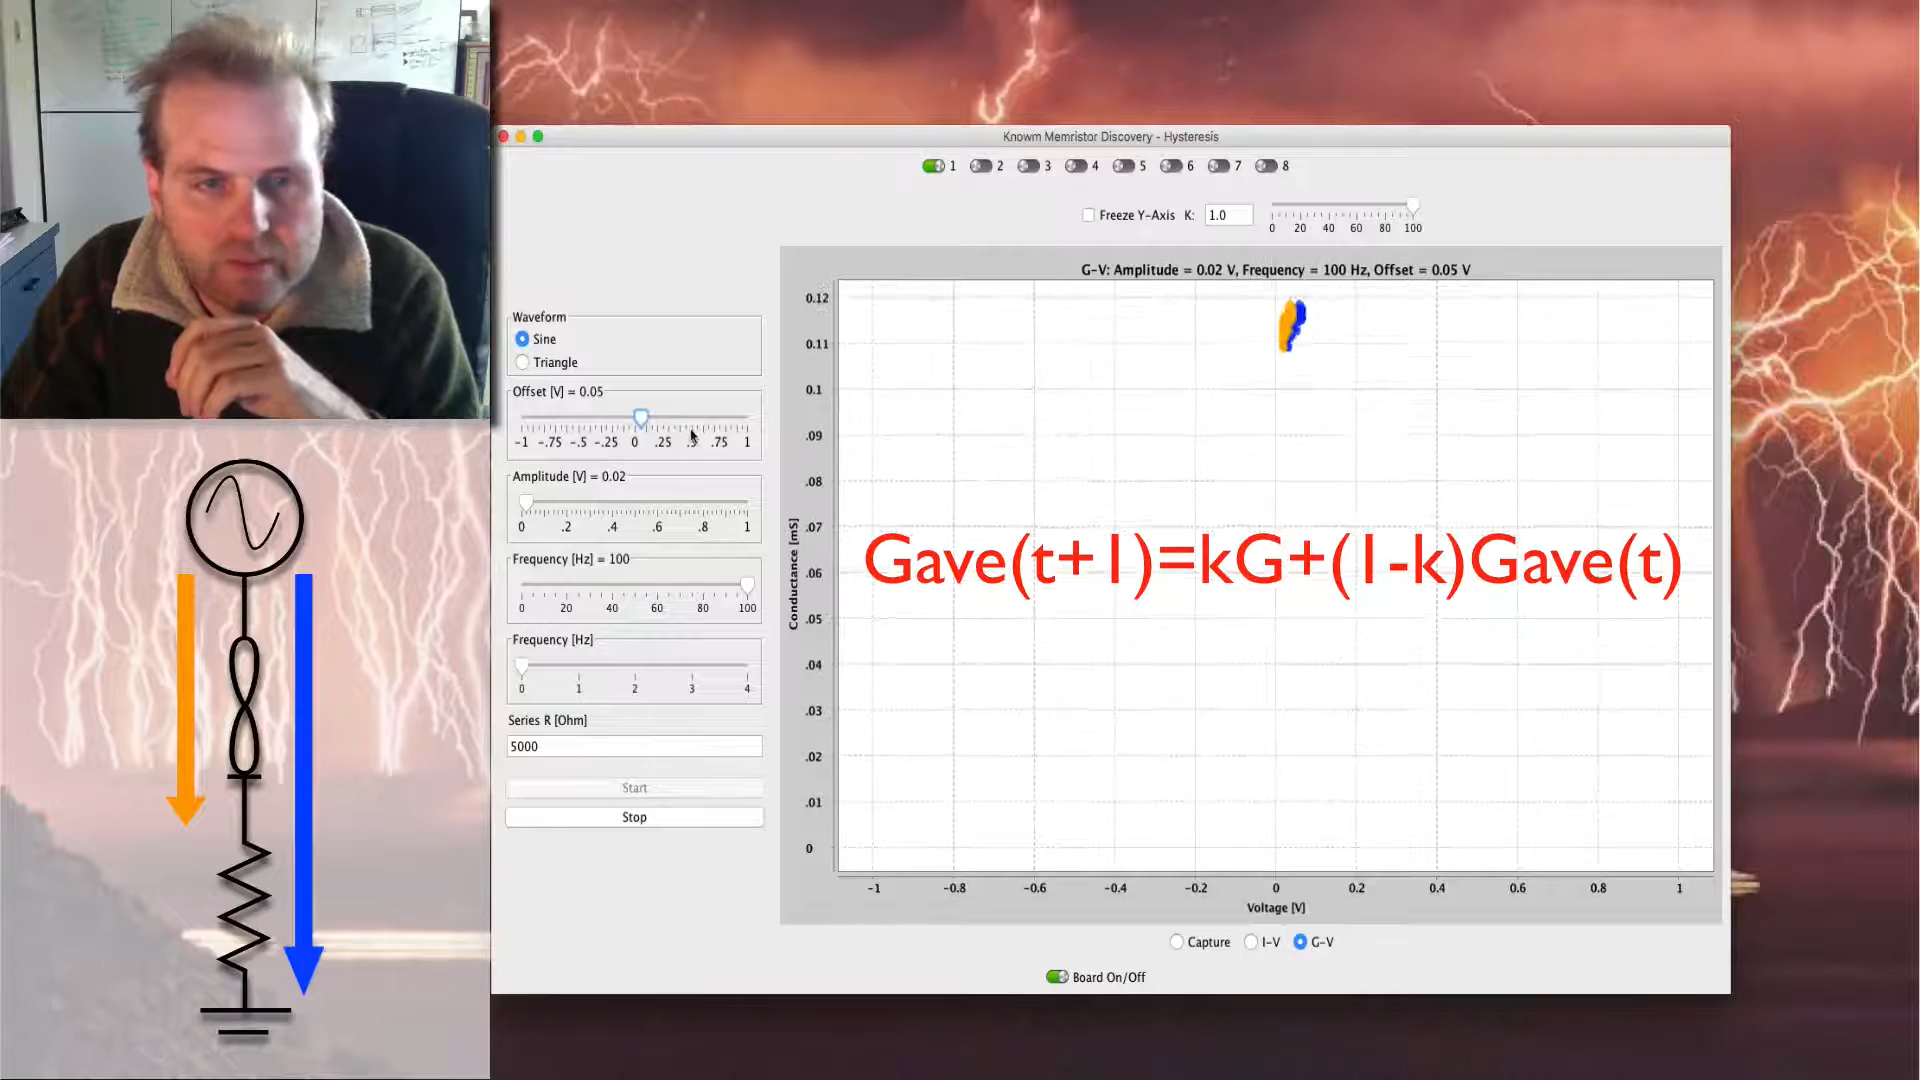 Knowm Memristor Discovery - Hysteresis
1 2 3 4 5 6 7 8
Freeze Y-Axis K: 1.0
0 20 40 60 80 100
G-V: Amplitude = 0.02 V, Frequency = 100 Hz, Offset = 0.05 V
Waveform
Sine
Triangle
Offset [V] = 0.05
-1 -.75 -.5 -.25 0 .25 .5 .75 1
Amplitude [V] = 0.02
0 .2 .4 .6 .8 1
Frequency [Hz] = 100
0 20 40 60 80 100
Frequency [Hz]
0 1 2 3 4
Series R [Ohm]
5000
Start
Stop
Conductance [mS]
0.12
0.11
0.1
.09
.08
.07
.06
.05
.04
.03
.02
.01
0
Gave(t+1)=kG+(1-k)Gave(t)
-1 -0.8 -0.6 -0.4 -0.2 0 0.2 0.4 0.6 0.8 1
Voltage [V]
Capture I-V G-V
Board On/Off